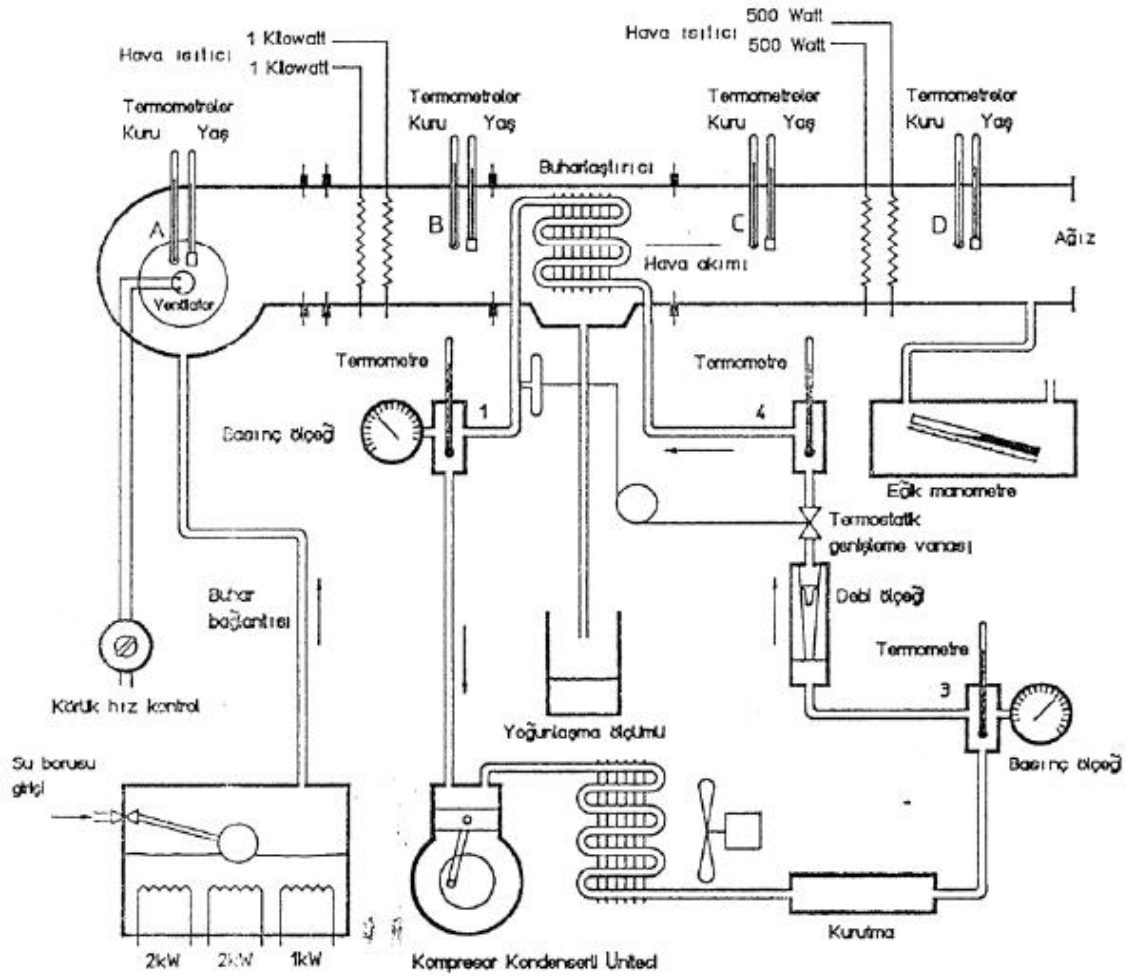 Hava ısıtıcı
1 Kilowatt
1 Kilowatt
Hava ısıtıcı
500 Watt
500 Watt
Termometreler
Kuru Yaş
Termometreler
Kuru Yaş
Termometreler
Kuru Yaş
Termometreler
Kuru Yaş
Buharlaştırıcı
A
B
C
D
Ağız
Hava akımı
Ventilatör
Termometre
Termometre
1
4
Basınç ölçeği
Eğik manometre
Termostatik
genişleme vanası
Debi ölçeği
Buhar
bağlantısı
Termometre
3
Körük hız kontrol
Yoğunlaşma ölçümü
Basınç ölçeği
Su borusu
girişi
Kurutma
2kW 2kW 1kW
Kompresör Kondenserli Ünitesi